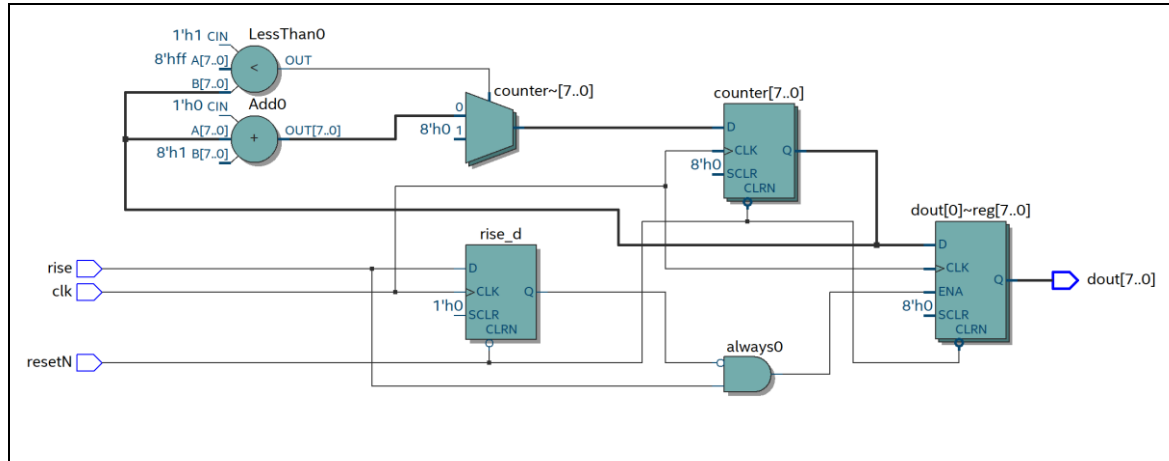 LessThan0
1'h1 CIN
8'hff A[7..0]
B[7..0]
<
OUT
Add0
1'h0 CIN
A[7..0]
8'h1 B[7..0]
+
OUT[7..0]
counter~[7..0]
0
8'h0 1
counter[7..0]
D
CLK
8'h0 SCLR
CLRN
Q
dout[0]~reg[7..0]
D
CLK
ENA
8'h0 SCLR
CLRN
Q
dout[7..0]
rise_d
D
CLK
1'h0 SCLR
CLRN
Q
rise
clk
resetN
always0